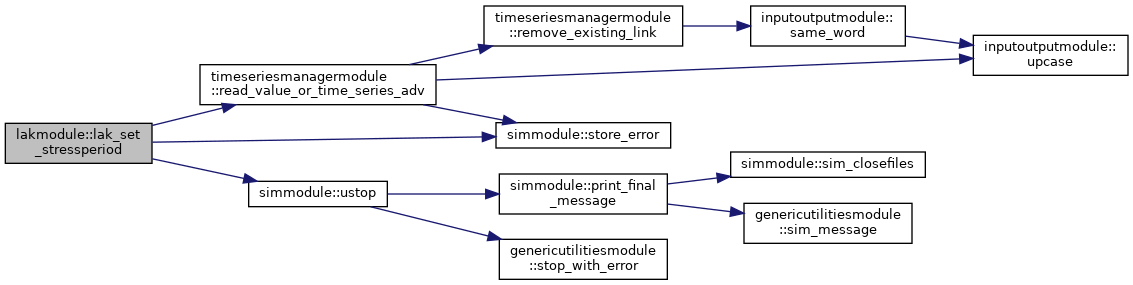 lakmodule::lak_set
_stressperiod
timeseriesmanagermodule
::read_value_or_time_series_adv
timeseriesmanagermodule
::remove_existing_link
inputoutputmodule::
same_word
inputoutputmodule::
upcase
simmodule::store_error
simmodule::ustop
simmodule::print_final
_message
simmodule::sim_closefiles
genericutilitiesmodule
::sim_message
genericutilitiesmodule
::stop_with_error